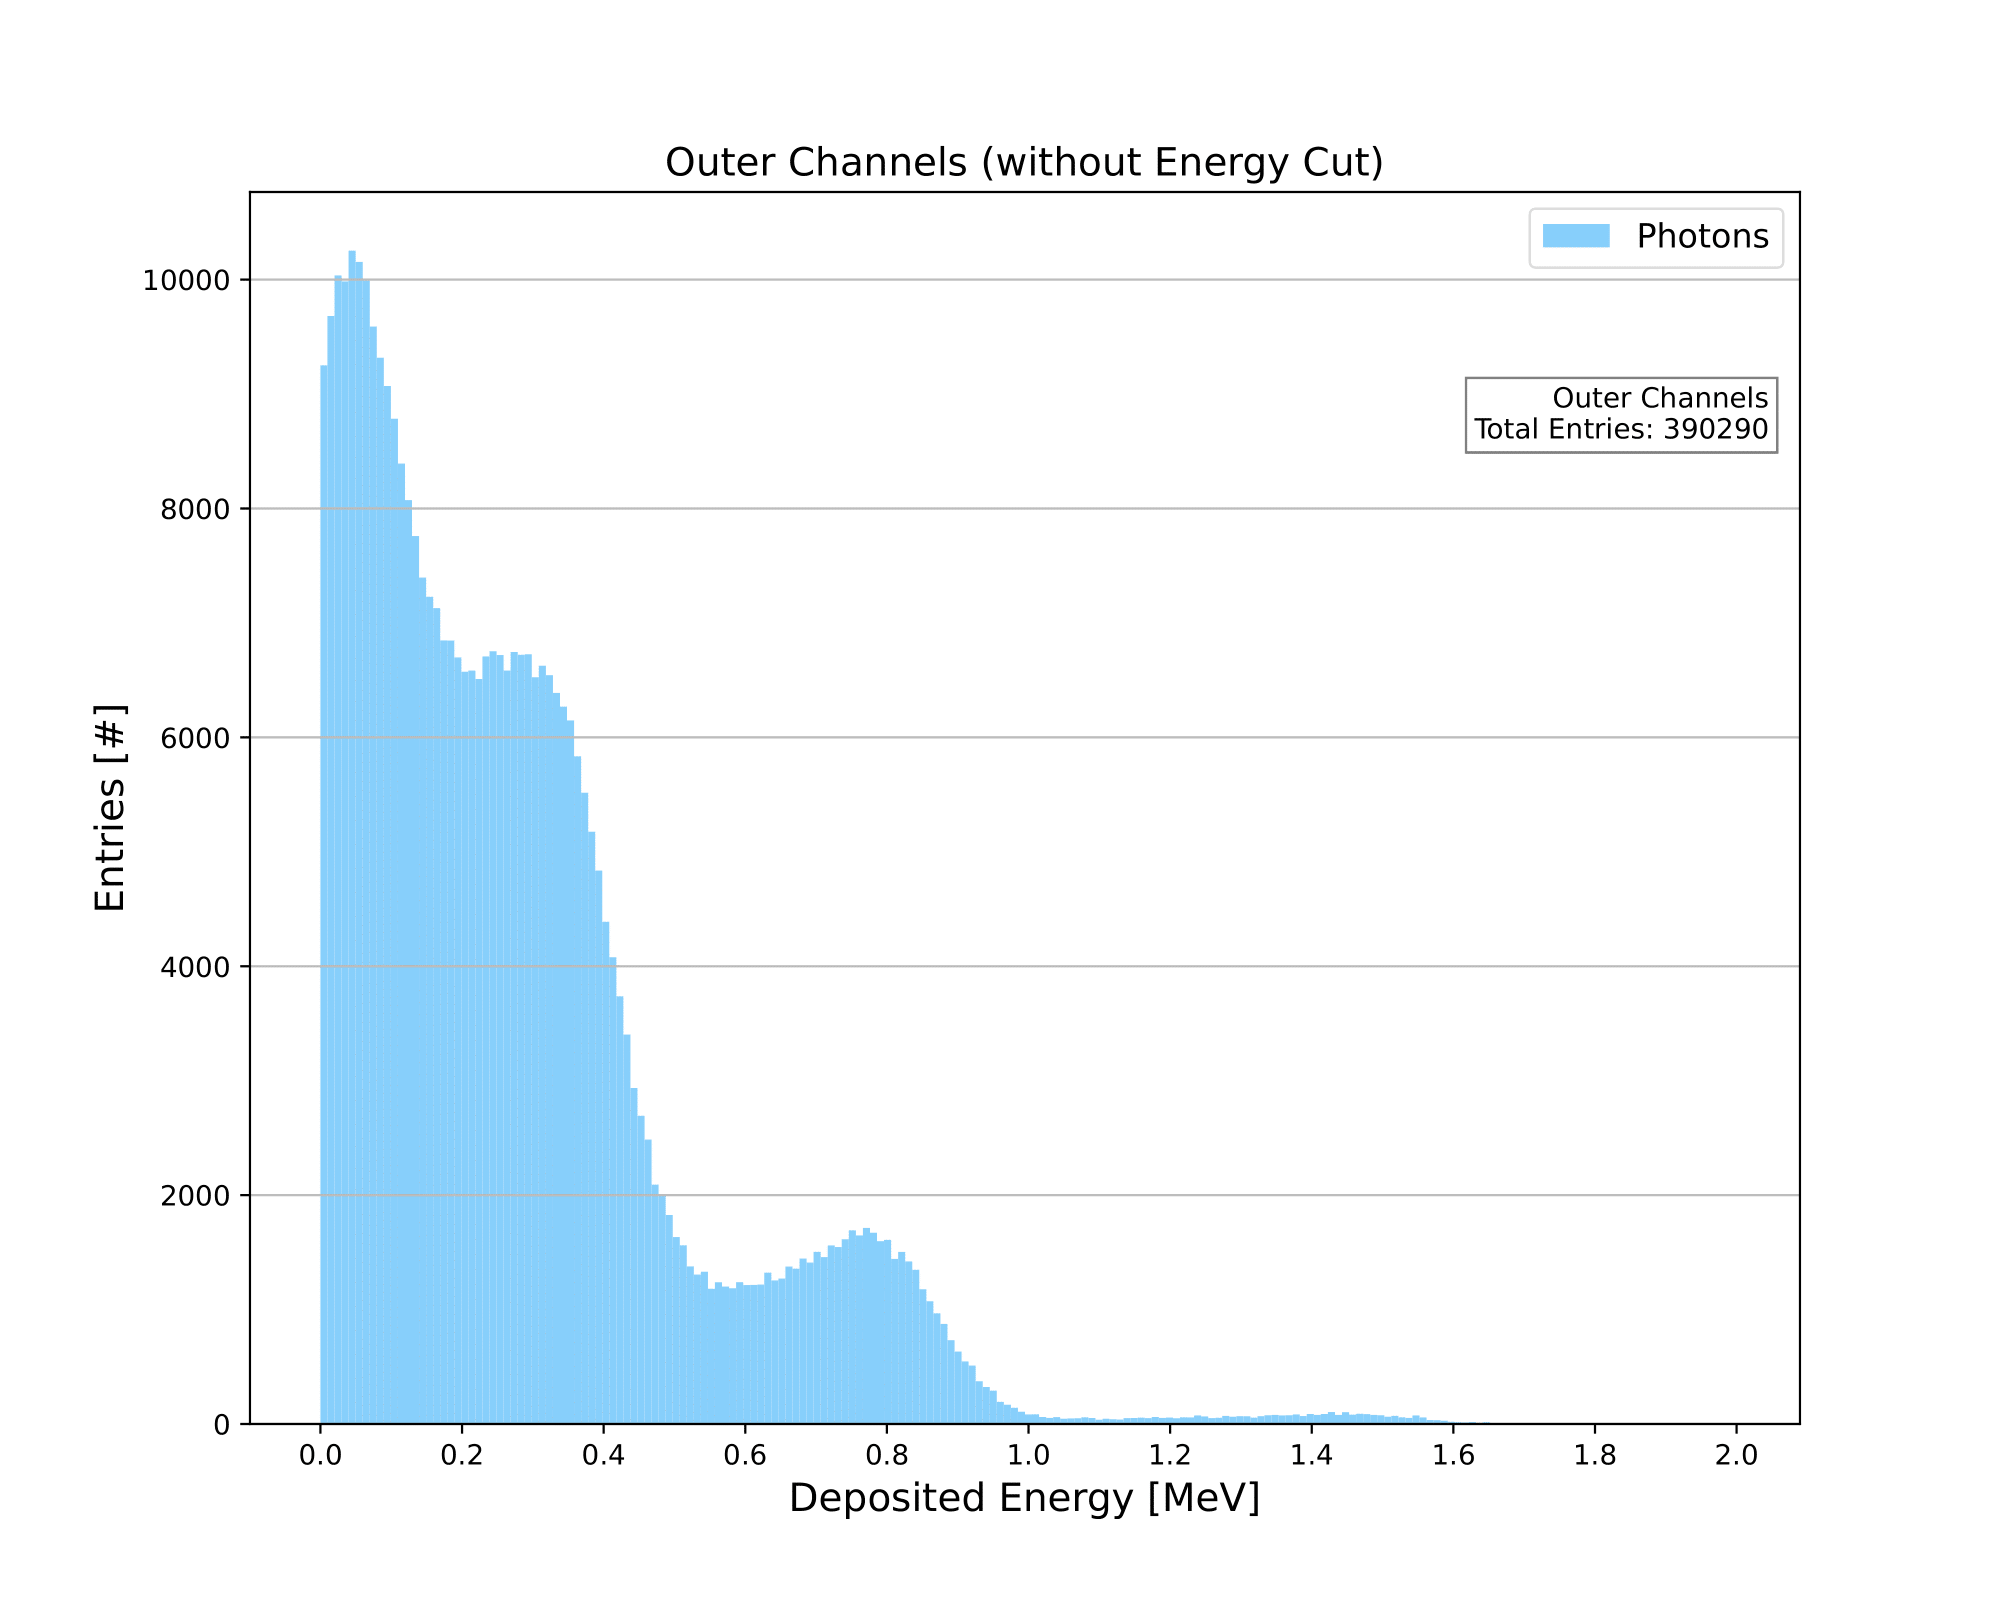 Outer Channels (without Energy Cut)
Photons
Outer Channels
Total Entries: 390290
Entries [#]
10000
8000
6000
4000
2000
0
0.0 0.2 0.4 0.6 0.8 1.0 1.2 1.4 1.6 1.8 2.0
Deposited Energy [MeV]